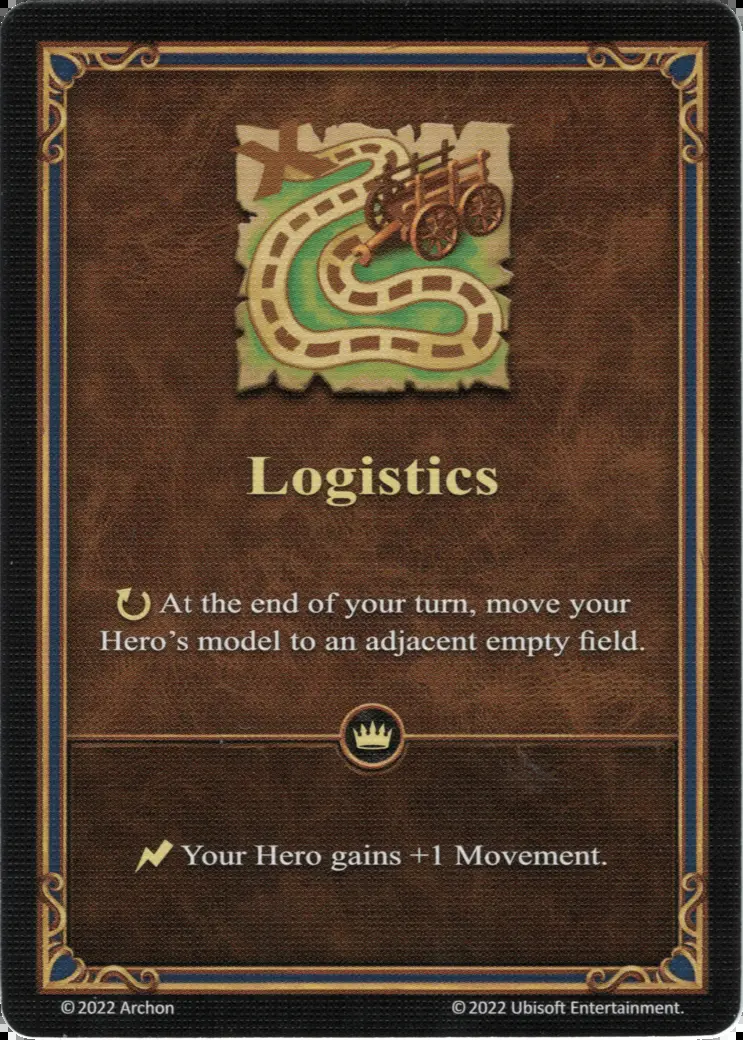 Logistics
At the end of your turn, move your
Hero’s model to an adjacent empty field.
Your Hero gains +1 Movement.
© 2022 Archon
© 2022 Ubisoft Entertainment.